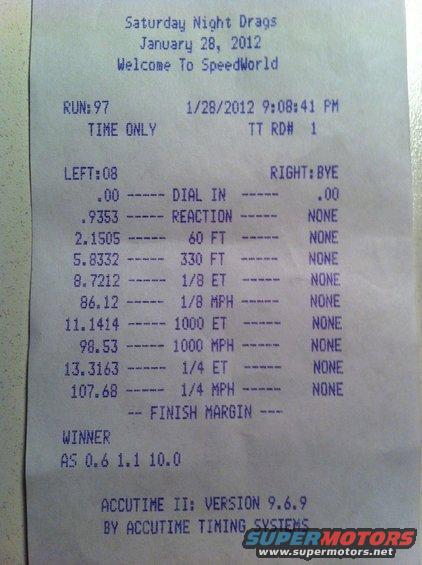 Saturday Night Drags
January 28, 2012
Welcome To SpeedWorld
RUN:97 1/28/2012 9:08:41 PM
TIME ONLY TT RD# 1
LEFT:08 RIGHT:BYE
.00 ----- DIAL IN ----- .00
.9353 ----- REACTION ----- NONE
2.1505 ----- 60 FT ----- NONE
5.8332 ----- 330 FT ----- NONE
8.7212 ----- 1/8 ET ----- NONE
86.12 ----- 1/8 MPH ----- NONE
11.1414 ----- 1000 ET ----- NONE
98.53 ----- 1000 MPH ----- NONE
13.3163 ----- 1/4 ET ----- NONE
107.68 ----- 1/4 MPH ----- NONE
-- FINISH MARGIN ---
WINNER
AS 0.6 1.1 10.0
ACCUTIME II: VERSION 9.6.9
BY ACCUTIME TIMING SYSTEMS
SUPERMOTORS
www.supermotors.net